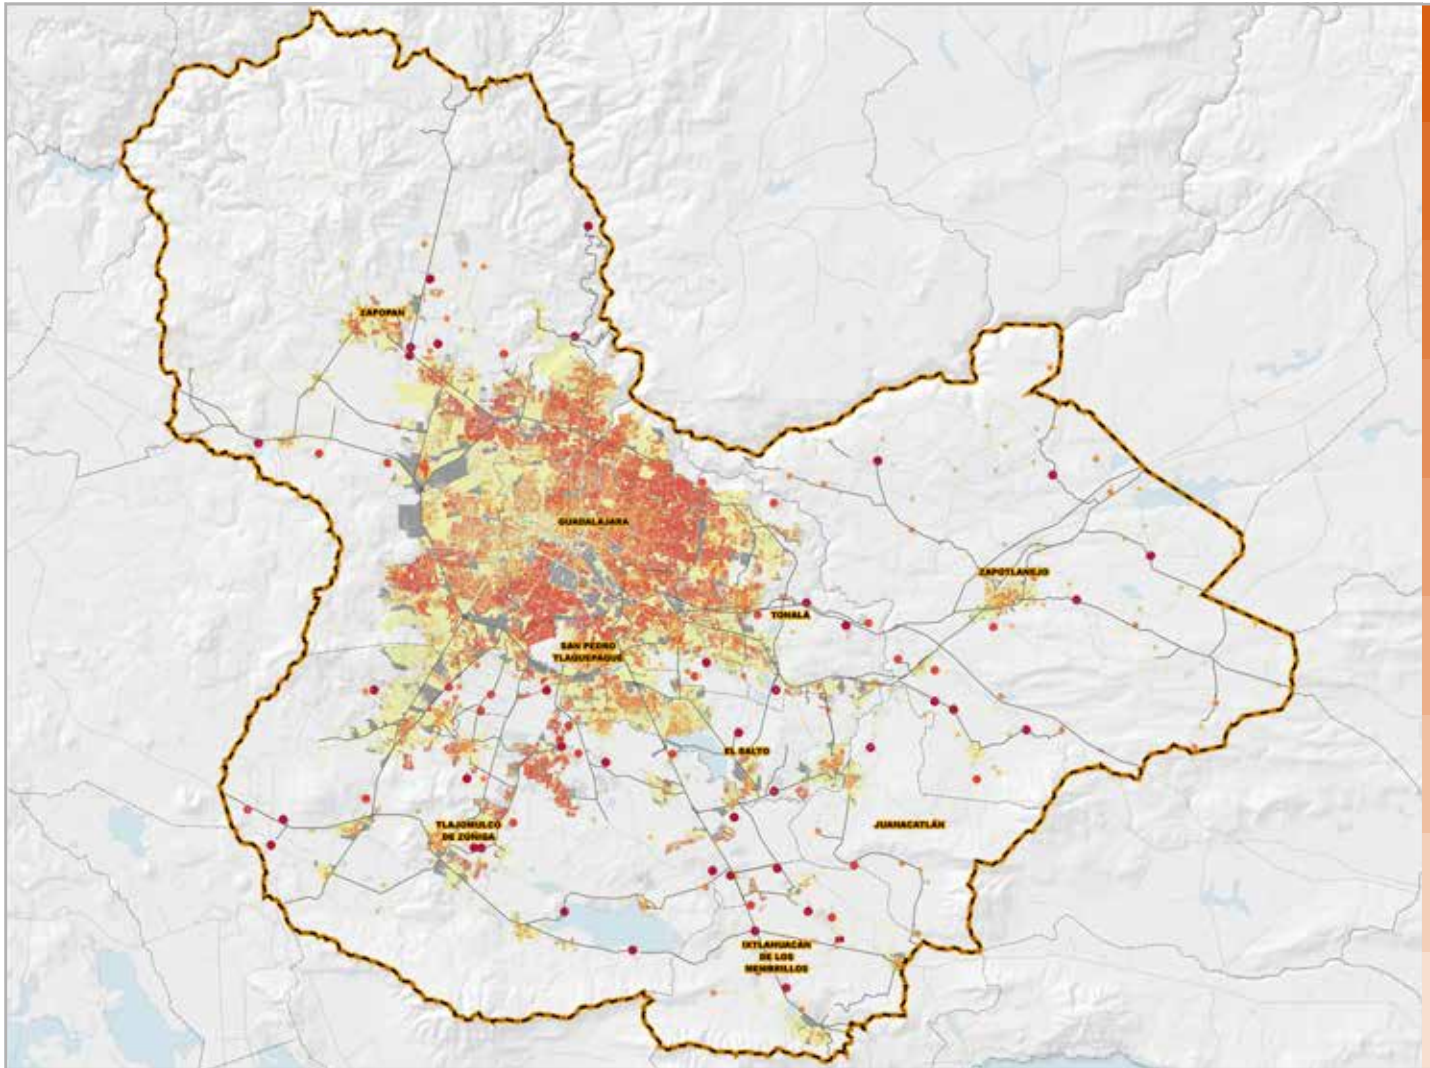 ZAPOPAN
GUADALAJARA
ZAPOTLANEJO
TONALÁ
SAN PEDRO
TLAQUEPAQUE
EL SALTO
TLAJOMULCO
DE ZÚÑIGA
JUANACATLÁN
IXTLAHUACÁN
DE LOS
MEMBRILLOS